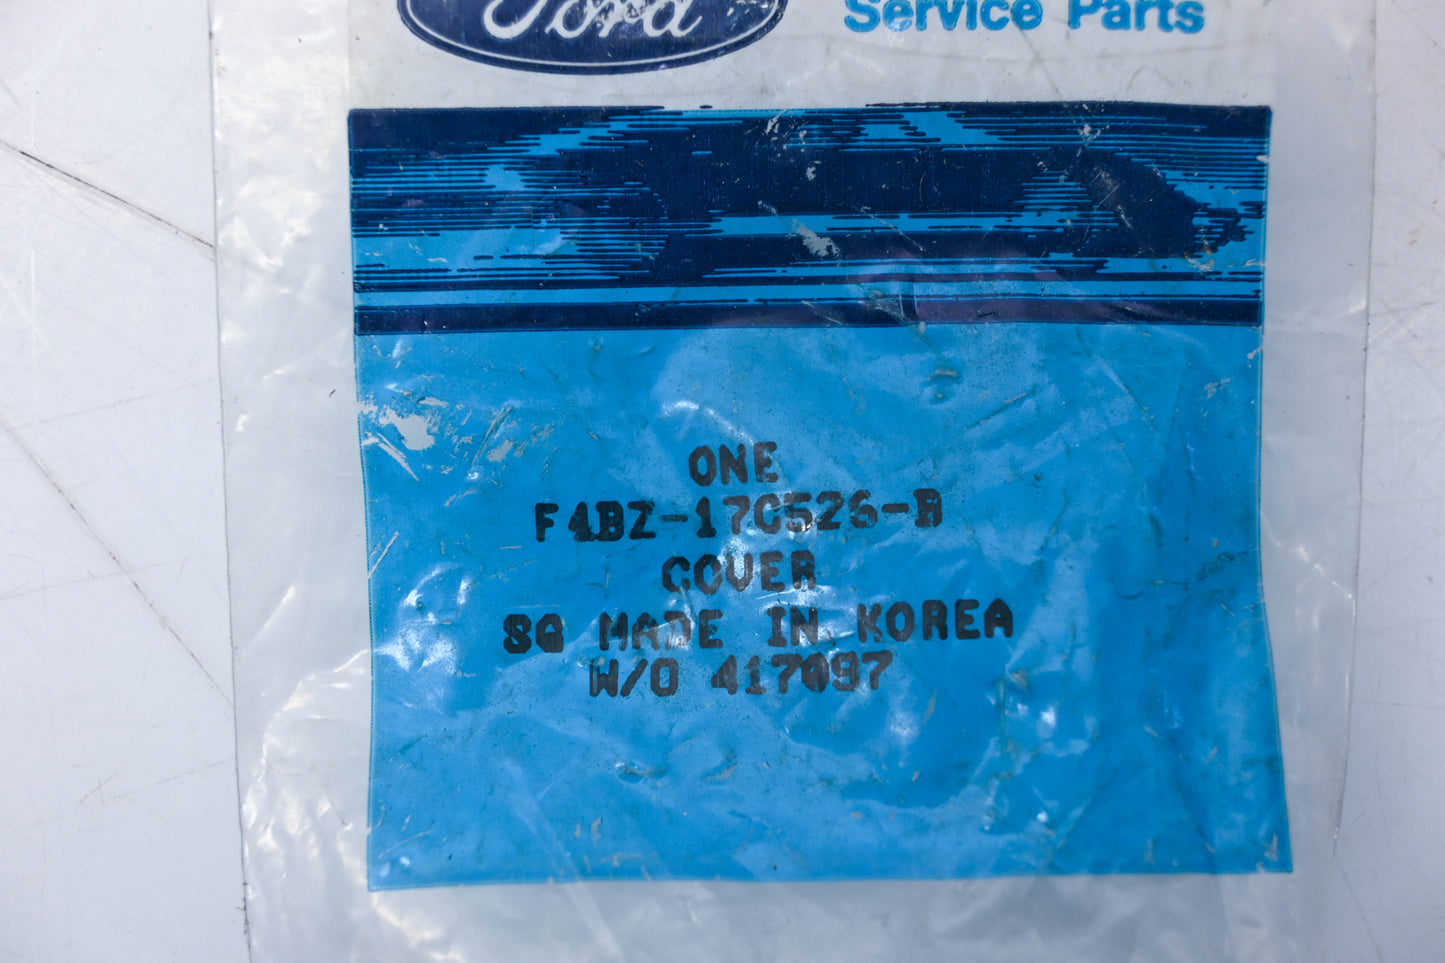 Ford
Service Parts
ONE
F4BZ-17C526-B
COVER
SG MADE IN KOREA
W/O 417097